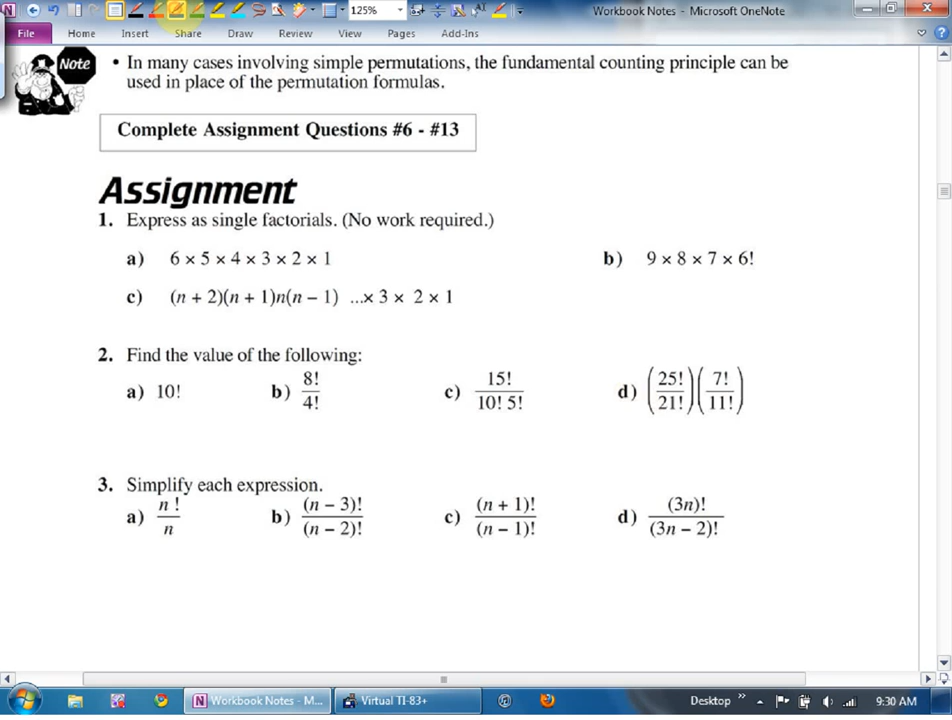 125%
Workbook Notes - Microsoft OneNote
File Home Insert Share Draw Review View Pages Add-Ins
Note
• In many cases involving simple permutations, the fundamental counting principle can be
used in place of the permutation formulas.
Complete Assignment Questions #6 - #13
Assignment
1. Express as single factorials. (No work required.)
a) 6 × 5 × 4 × 3 × 2 × 1 b) 9 × 8 × 7 × 6!
c) (n + 2)(n + 1)n(n − 1) ...× 3 × 2 × 1
2. Find the value of the following:
a) 10! b) 8!/4! c) 15!/10! 5! d) (25!/21!)(7!/11!)
3. Simplify each expression.
a) n !/n b) (n − 3)!/(n − 2)! c) (n + 1)!/(n − 1)! d) (3n)!/(3n − 2)!
Workbook Notes - M... Virtual TI-83+ Desktop » 9:30 AM